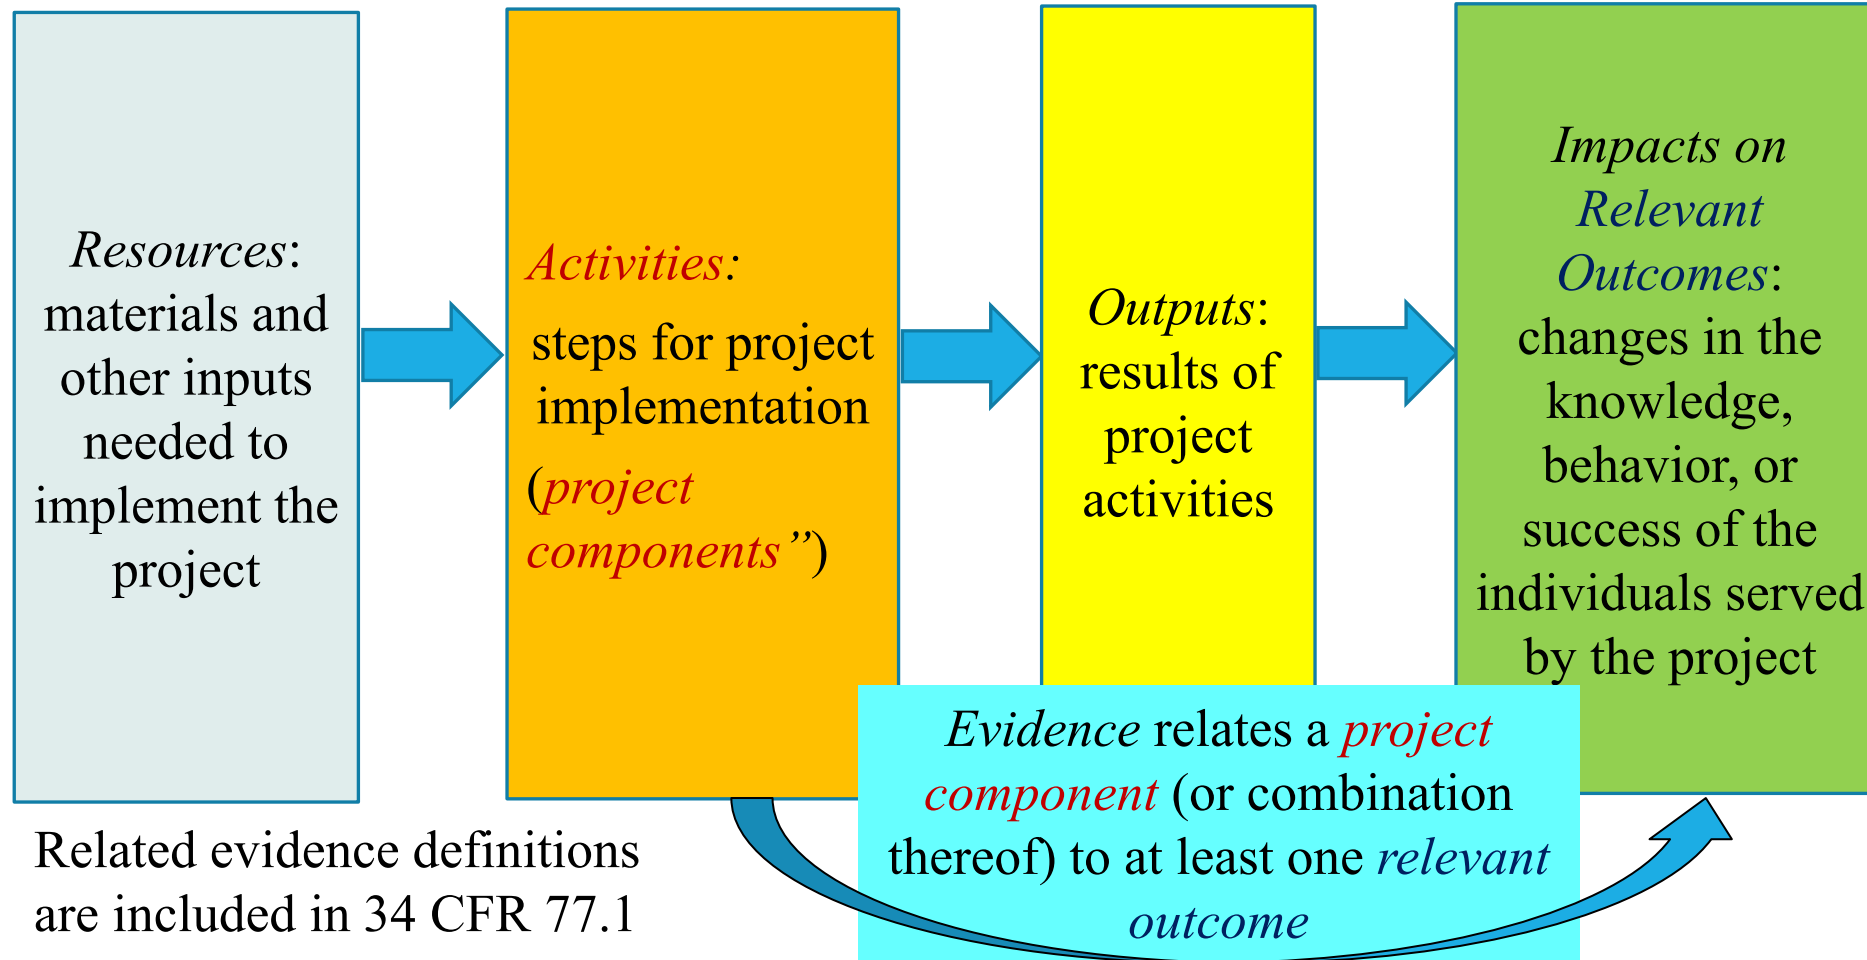 Resources:
materials and
other inputs
needed to
implement the
project
Activities:
steps for project
implementation
(project
components”)
Outputs:
results of
project
activities
Impacts on
Relevant
Outcomes:
changes in the
knowledge,
behavior, or
success of the
individuals served
by the project
Evidence relates a project
component (or combination
thereof) to at least one relevant
outcome
Related evidence definitions
are included in 34 CFR 77.1